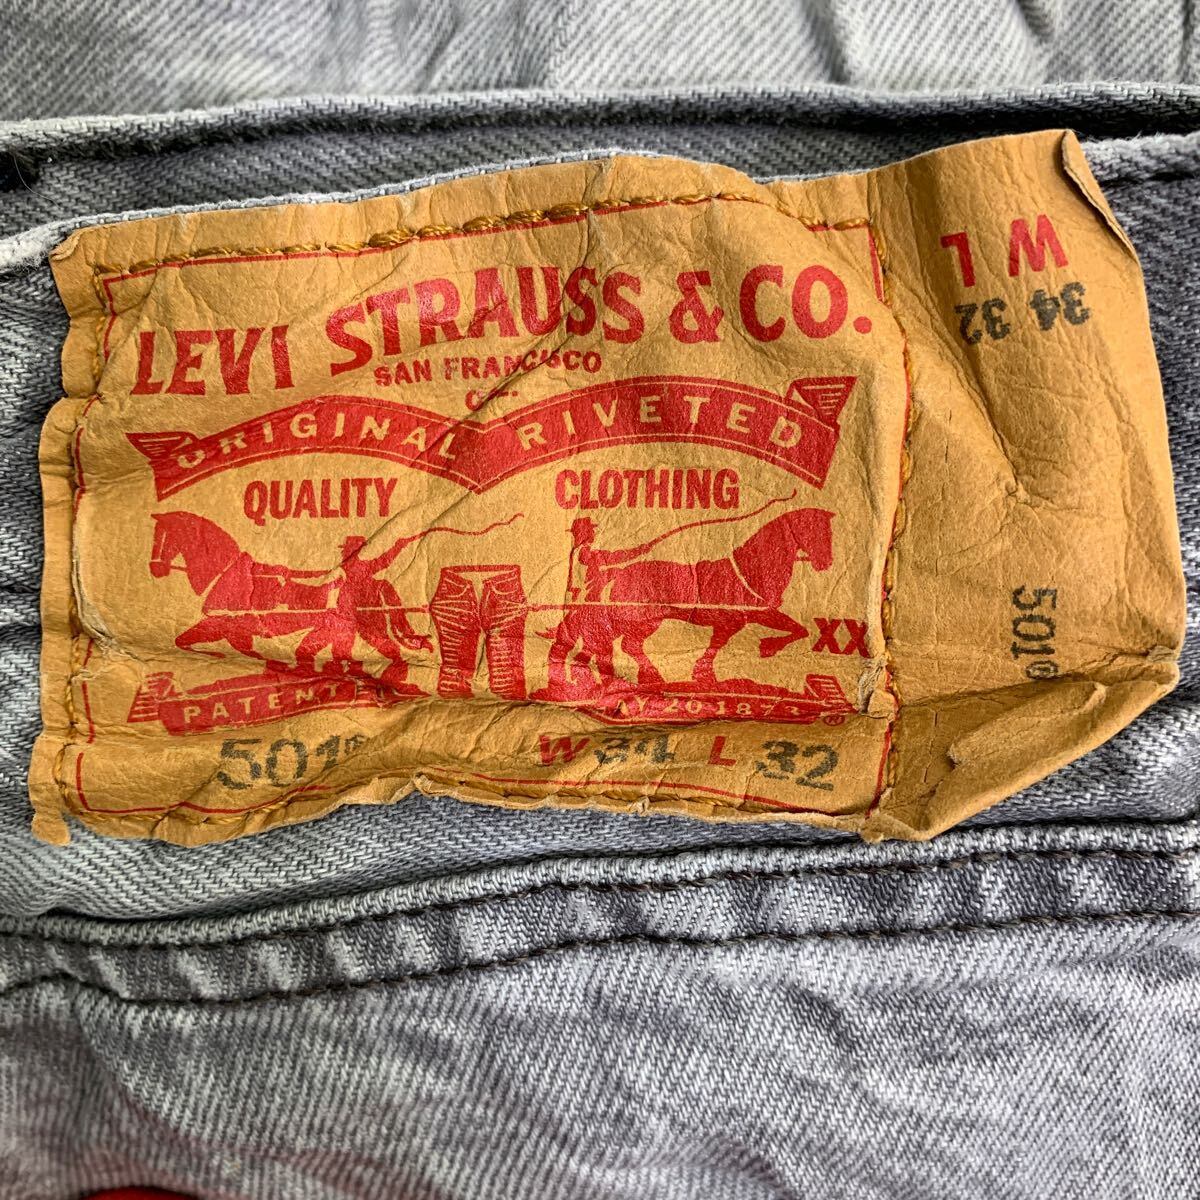 LEVI STRAUSS & CO.
SAN FRANCISCO
CAL.
ORIGINAL RIVETED
QUALITY CLOTHING
XX
PATENTED MAY 20 1873 ®
501® W 34 L 32
W L
34 32
501®